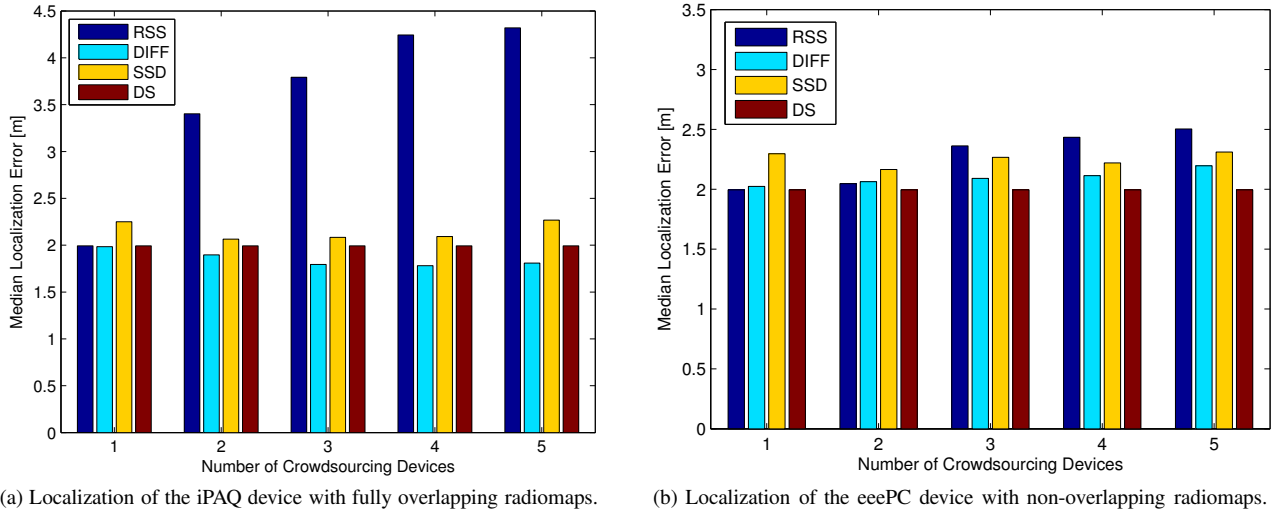 4.5
4
3.5
3
2.5
2
1.5
1
0.5
0
Median Localization Error [m]
RSS
DIFF
SSD
DS
1 2 3 4 5
Number of Crowdsourcing Devices
(a) Localization of the iPAQ device with fully overlapping radiomaps.
3.5
3
2.5
2
1.5
1
0.5
0
Median Localization Error [m]
RSS
DIFF
SSD
DS
1 2 3 4 5
Number of Crowdsourcing Devices
(b) Localization of the eeePC device with non-overlapping radiomaps.